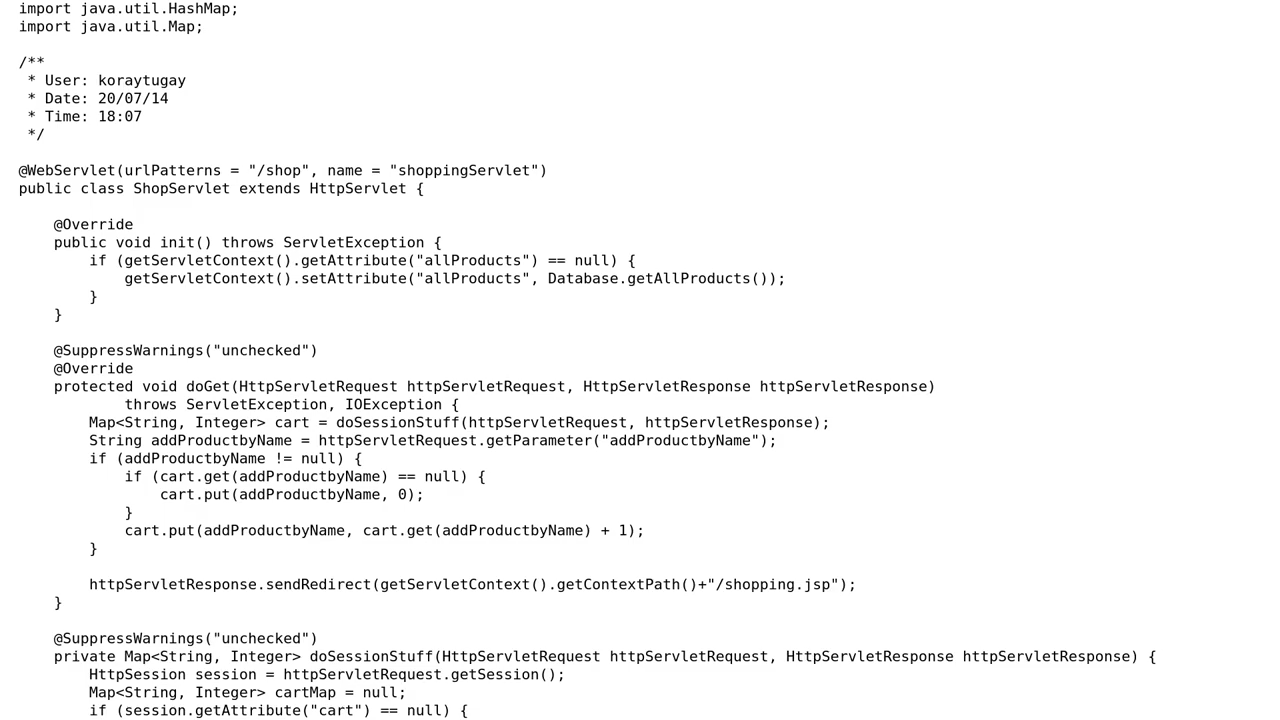 import java.util.HashMap;
import java.util.Map;

/**
 * User: koraytugay
 * Date: 20/07/14
 * Time: 18:07
 */

@WebServlet(urlPatterns = "/shop", name = "shoppingServlet")
public class ShopServlet extends HttpServlet {

    @Override
    public void init() throws ServletException {
        if (getServletContext().getAttribute("allProducts") == null) {
            getServletContext().setAttribute("allProducts", Database.getAllProducts());
        }
    }

    @SuppressWarnings("unchecked")
    @Override
    protected void doGet(HttpServletRequest httpServletRequest, HttpServletResponse httpServletResponse)
            throws ServletException, IOException {
        Map<String, Integer> cart = doSessionStuff(httpServletRequest, httpServletResponse);
        String addProductbyName = httpServletRequest.getParameter("addProductbyName");
        if (addProductbyName != null) {
            if (cart.get(addProductbyName) == null) {
                cart.put(addProductbyName, 0);
            }
            cart.put(addProductbyName, cart.get(addProductbyName) + 1);
        }

        httpServletResponse.sendRedirect(getServletContext().getContextPath()+"/shopping.jsp");
    }

    @SuppressWarnings("unchecked")
    private Map<String, Integer> doSessionStuff(HttpServletRequest httpServletRequest, HttpServletResponse httpServletResponse) {
        HttpSession session = httpServletRequest.getSession();
        Map<String, Integer> cartMap = null;
        if (session.getAttribute("cart") == null) {